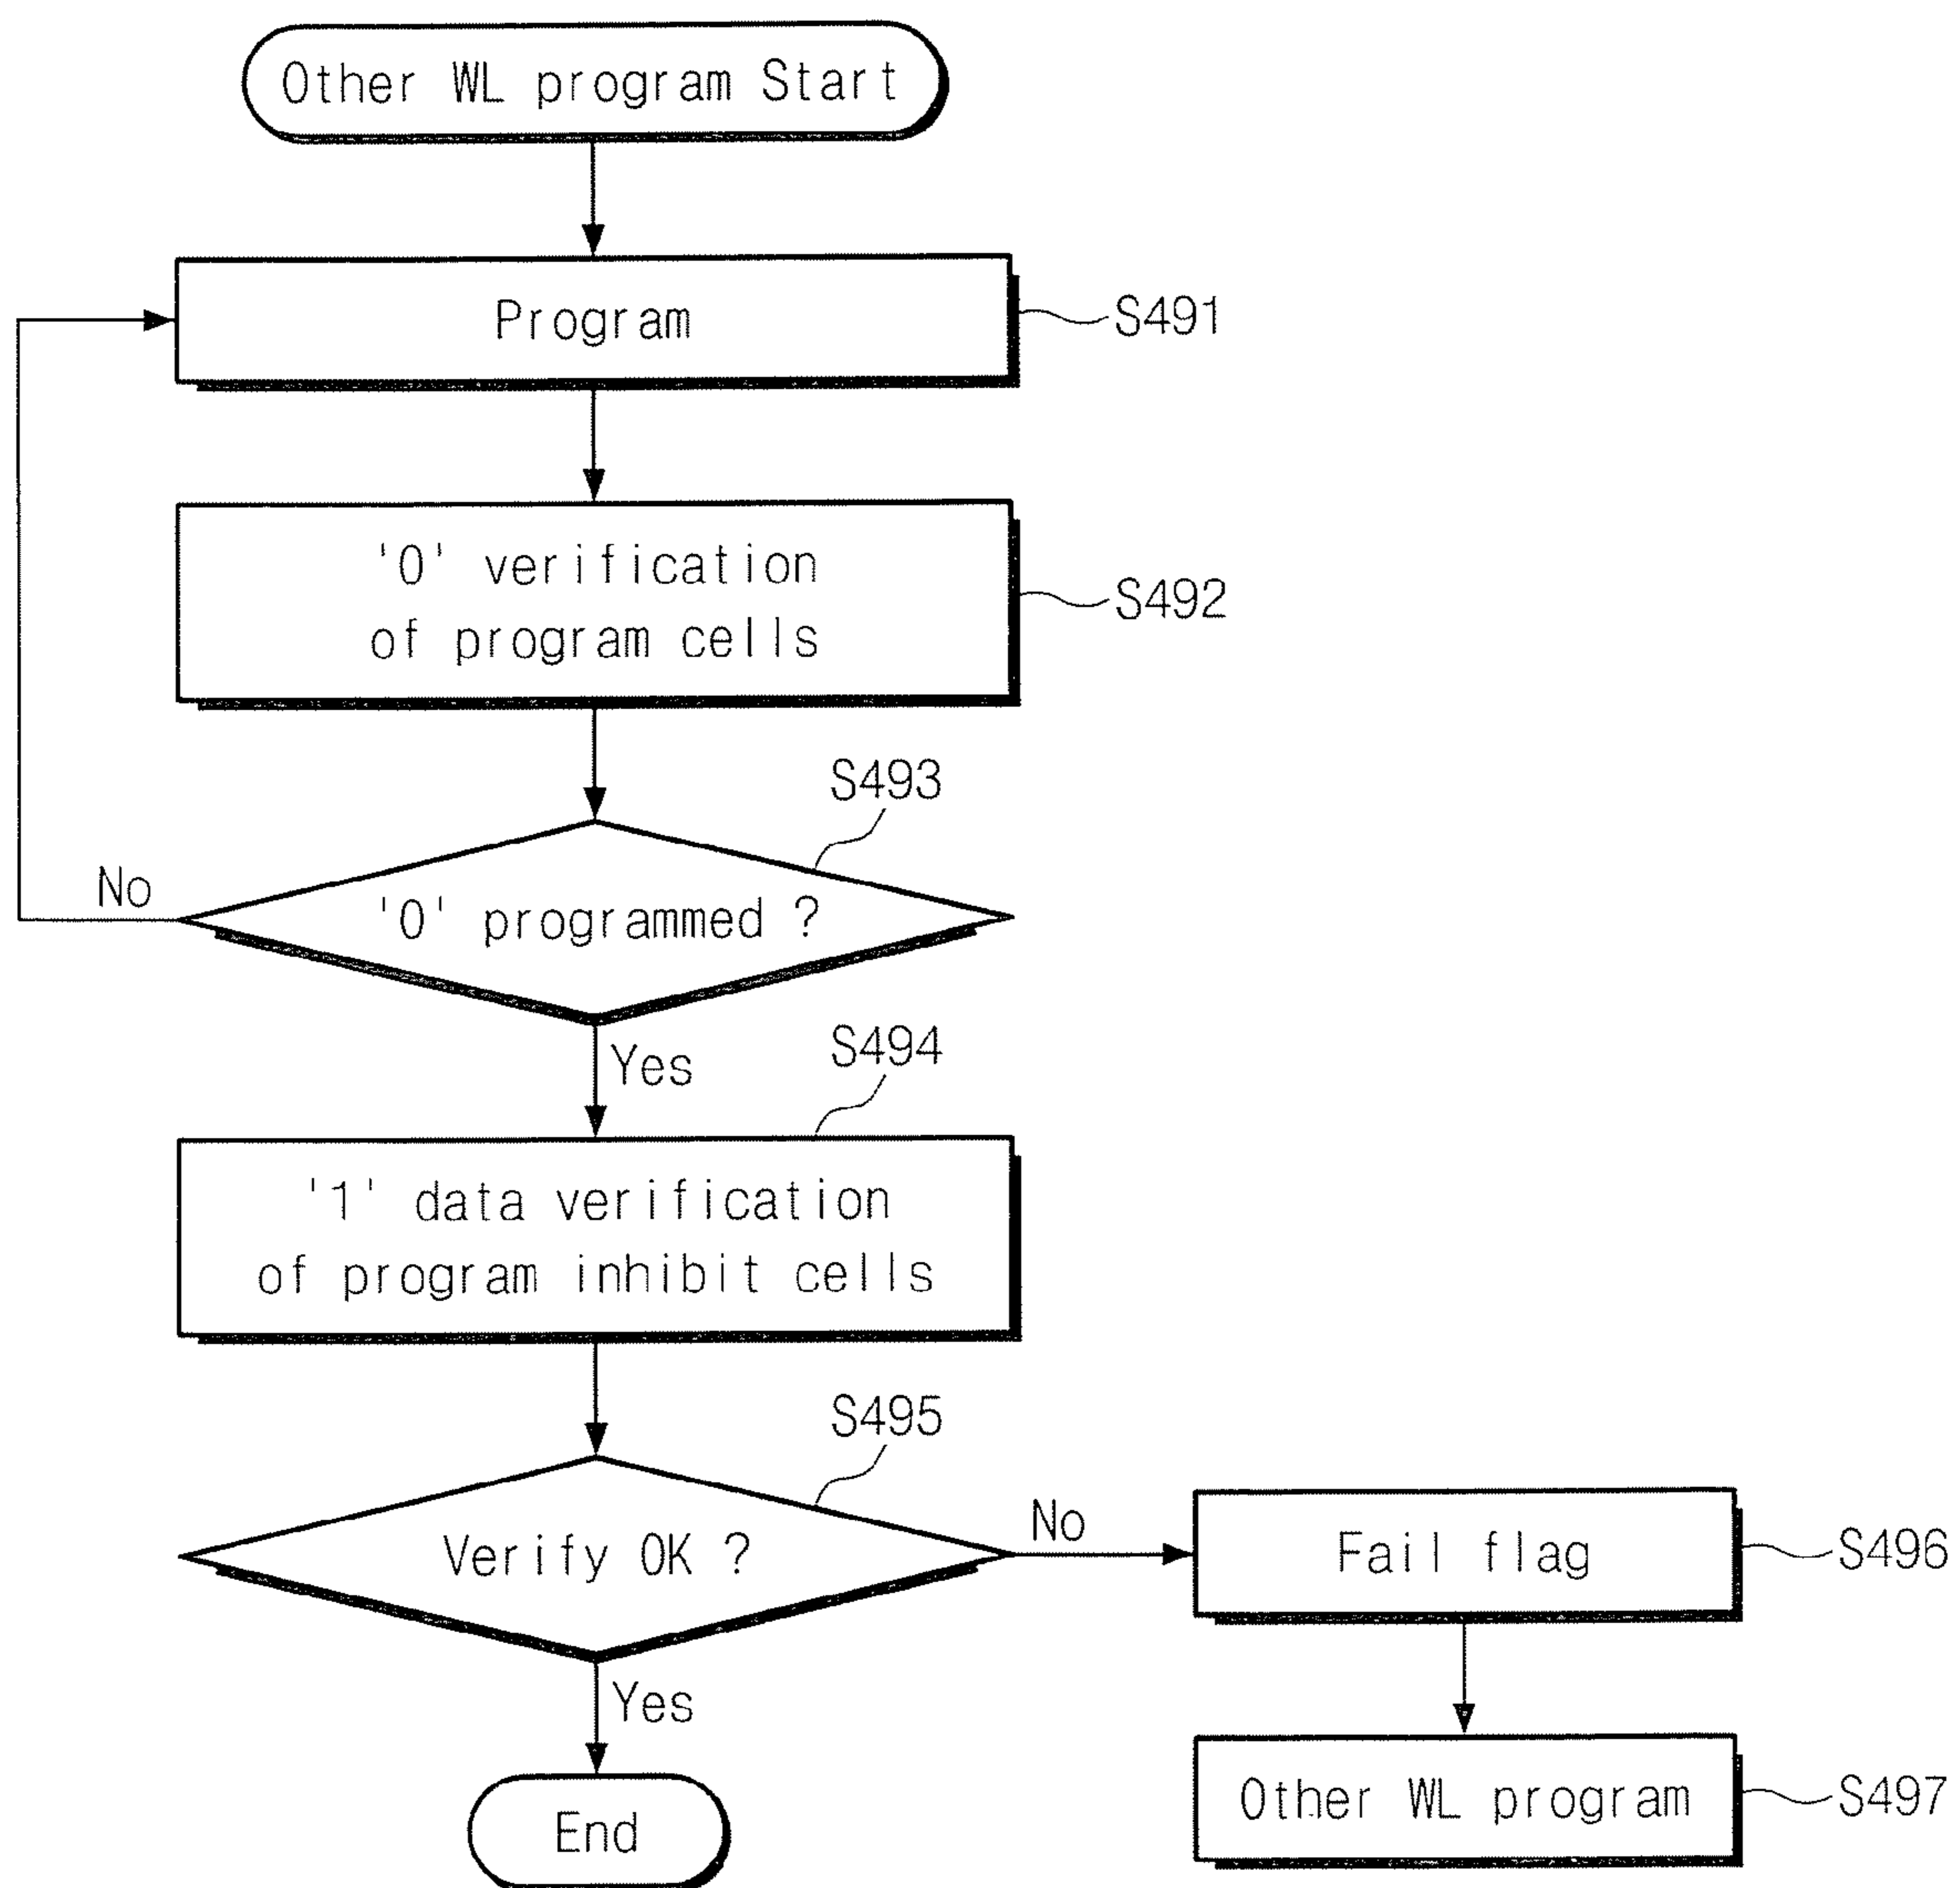 Other WL program Start
Program
S491
'0' verification
of program cells
S492
S493
No
'0' programmed ?
Yes
S494
'1' data verification
of program inhibit cells
S495
Verify OK ?
No
Fail flag
S496
Yes
Other WL program
S497
End